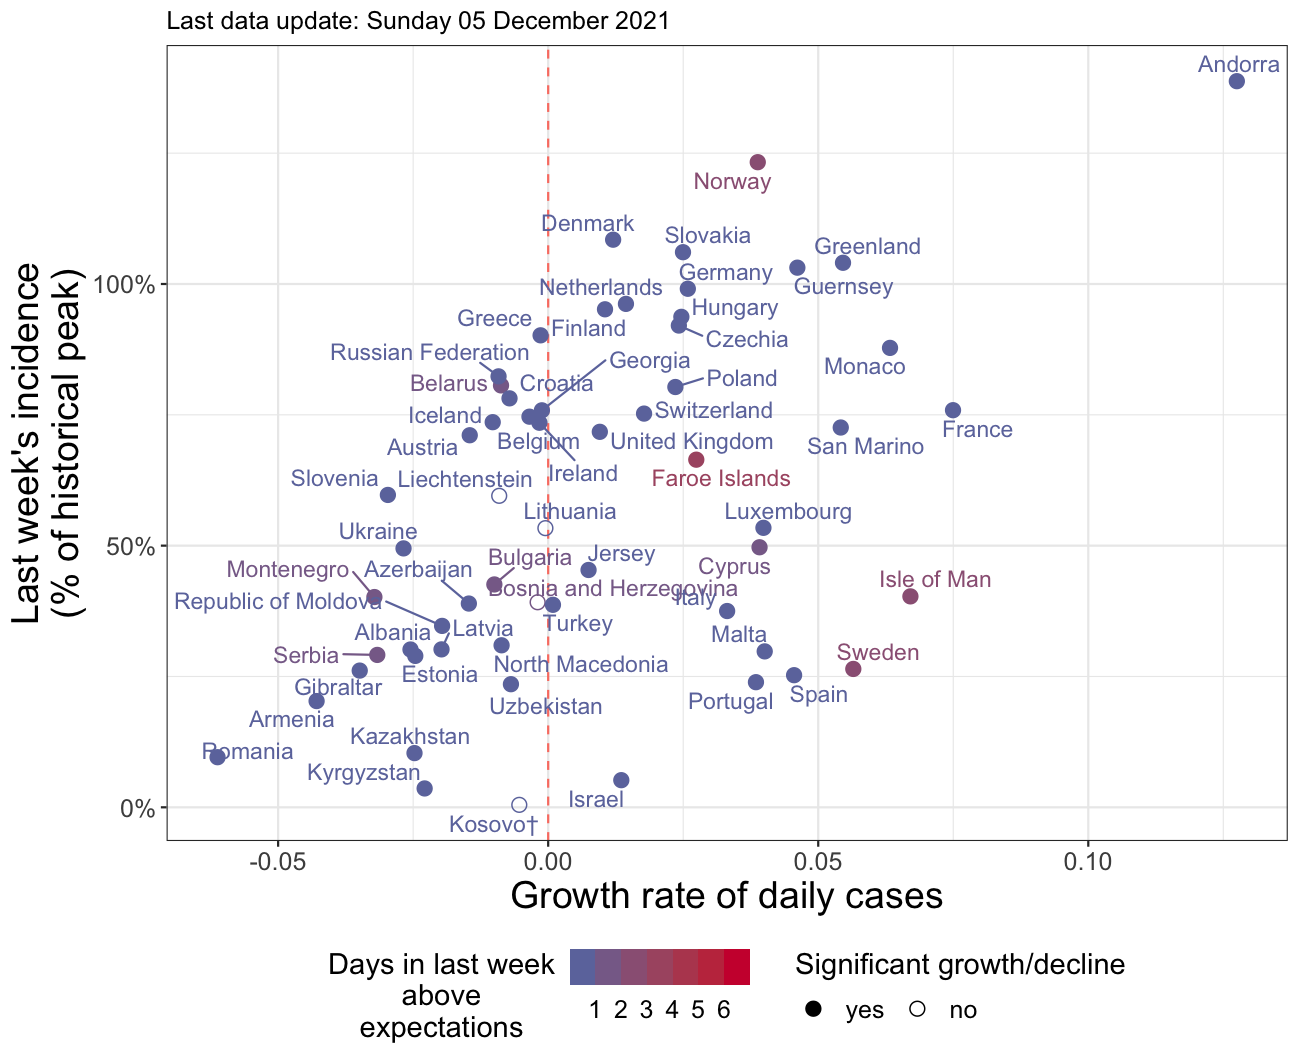 Last data update: Sunday 05 December 2021
Last week's incidence
(% of historical peak)
100%
50%
0%
Andorra
Norway
Denmark
Slovakia
Greenland
Germany
Guernsey
Netherlands
Hungary
Greece
Finland
Czechia
Russian Federation
Georgia
Monaco
Belarus
Croatia
Poland
Iceland
Switzerland
France
Austria
Belgium
United Kingdom
San Marino
Ireland
Slovenia
Liechtenstein
Faroe Islands
Lithuania
Luxembourg
Ukraine
Bulgaria
Jersey
Montenegro
Azerbaijan
Cyprus
Isle of Man
Bosnia and Herzegovina
Italy
Republic of Moldova
Turkey
Albania
Latvia
Malta
Serbia
Sweden
North Macedonia
Estonia
Gibraltar
Portugal
Spain
Uzbekistan
Armenia
Kazakhstan
Romania
Kyrgyzstan
Israel
Kosovo†
-0.05
0.00
0.05
0.10
Growth rate of daily cases
Days in last week
above
expectations
1 2 3 4 5 6
Significant growth/decline
yes
no